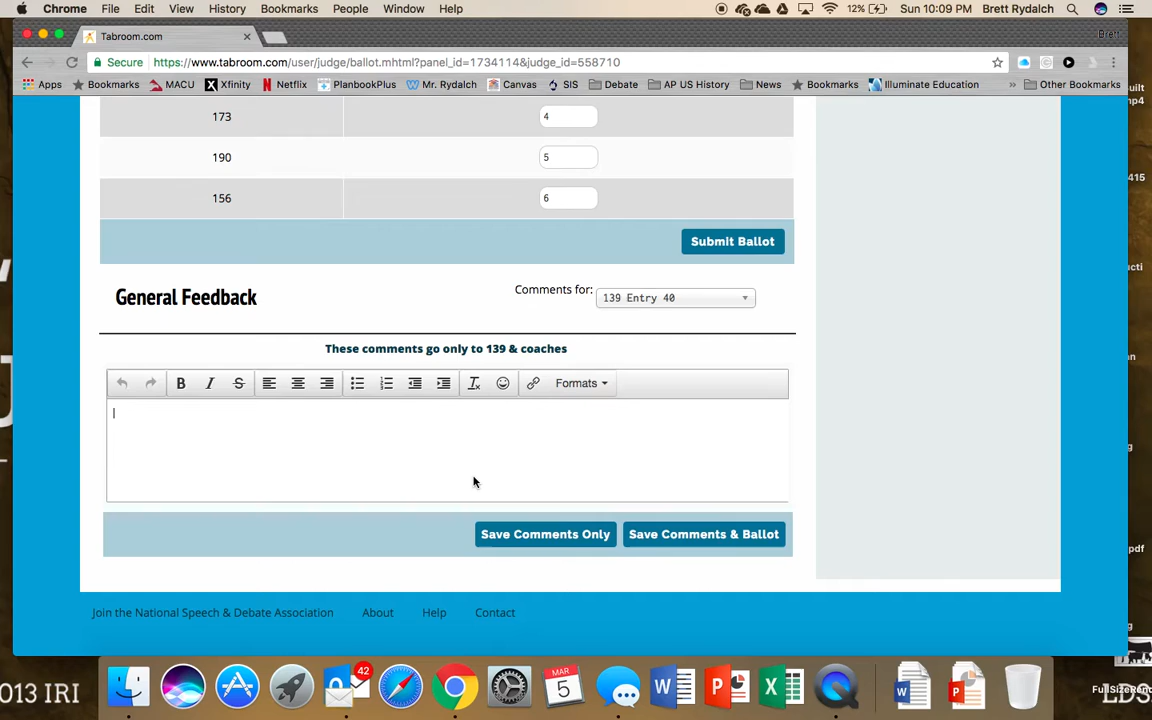 Chrome File Edit View History Bookmarks People Window Help 12% Sun 10:09 PM Brett Rydalch
Tabroom.com
Brett
Secure https://www.tabroom.com/user/judge/ballot.mhtml?panel_id=1734114&judge_id=558710
Apps Bookmarks MACU Xfinity Netflix PlanbookPlus Mr. Rydalch Canvas SIS Debate AP US History News Bookmarks Illuminate Education » Other Bookmarks
173 4
190 5
156 6
Submit Ballot
General Feedback
Comments for: 139 Entry 40
These comments go only to 139 & coaches
B I S Formats
Save Comments Only Save Comments & Ballot
Join the National Speech & Debate Association About Help Contact
42
MAR
5
013 IRI